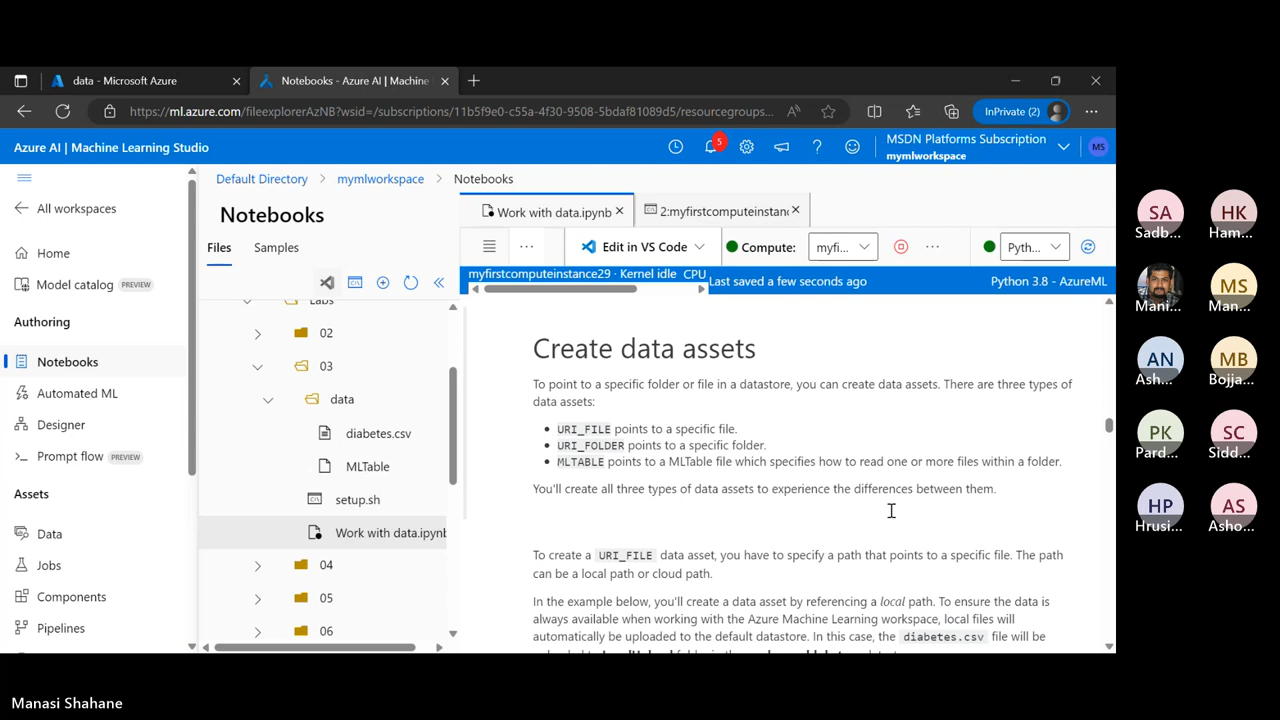 data - Microsoft Azure
Notebooks - Azure AI | Machine
https://ml.azure.com/fileexplorerAzNB?wsid=/subscriptions/11b5f9e0-c55a-4f30-9508-5bdaf81089d5/resourcegroups...
InPrivate (2)
Azure AI | Machine Learning Studio
5
MSDN Platforms Subscription
mymlworkspace
MS
All workspaces
Home
Model catalog PREVIEW
Authoring
Notebooks
Automated ML
Designer
Prompt flow PREVIEW
Assets
Data
Jobs
Components
Pipelines
Default Directory > mymlworkspace > Notebooks
Notebooks
Files Samples
Labs
02
03
data
diabetes.csv
MLTable
setup.sh
Work with data.ipynb
04
05
06
Work with data.ipynb
2:myfirstcomputeinstanc
Edit in VS Code
Compute: myfi...
Pyth...
myfirstcomputeinstance29 · Kernel idle CPU
Last saved a few seconds ago
Python 3.8 - AzureML
Create data assets
To point to a specific folder or file in a datastore, you can create data assets. There are three types of
data assets:
• URI_FILE points to a specific file.
• URI_FOLDER points to a specific folder.
• MLTABLE points to a MLTable file which specifies how to read one or more files within a folder.
You'll create all three types of data assets to experience the differences between them.
To create a URI_FILE data asset, you have to specify a path that points to a specific file. The path
can be a local path or cloud path.
In the example below, you'll create a data asset by referencing a local path. To ensure the data is
always available when working with the Azure Machine Learning workspace, local files will
automatically be uploaded to the default datastore. In this case, the diabetes.csv file will be
SA
Sadb...
HK
Ham...
Mani...
MS
Man...
AN
Ash...
MB
Bojja...
PK
Pard...
SC
Sidd...
HP
Hrusi...
AS
Asho...
Manasi Shahane